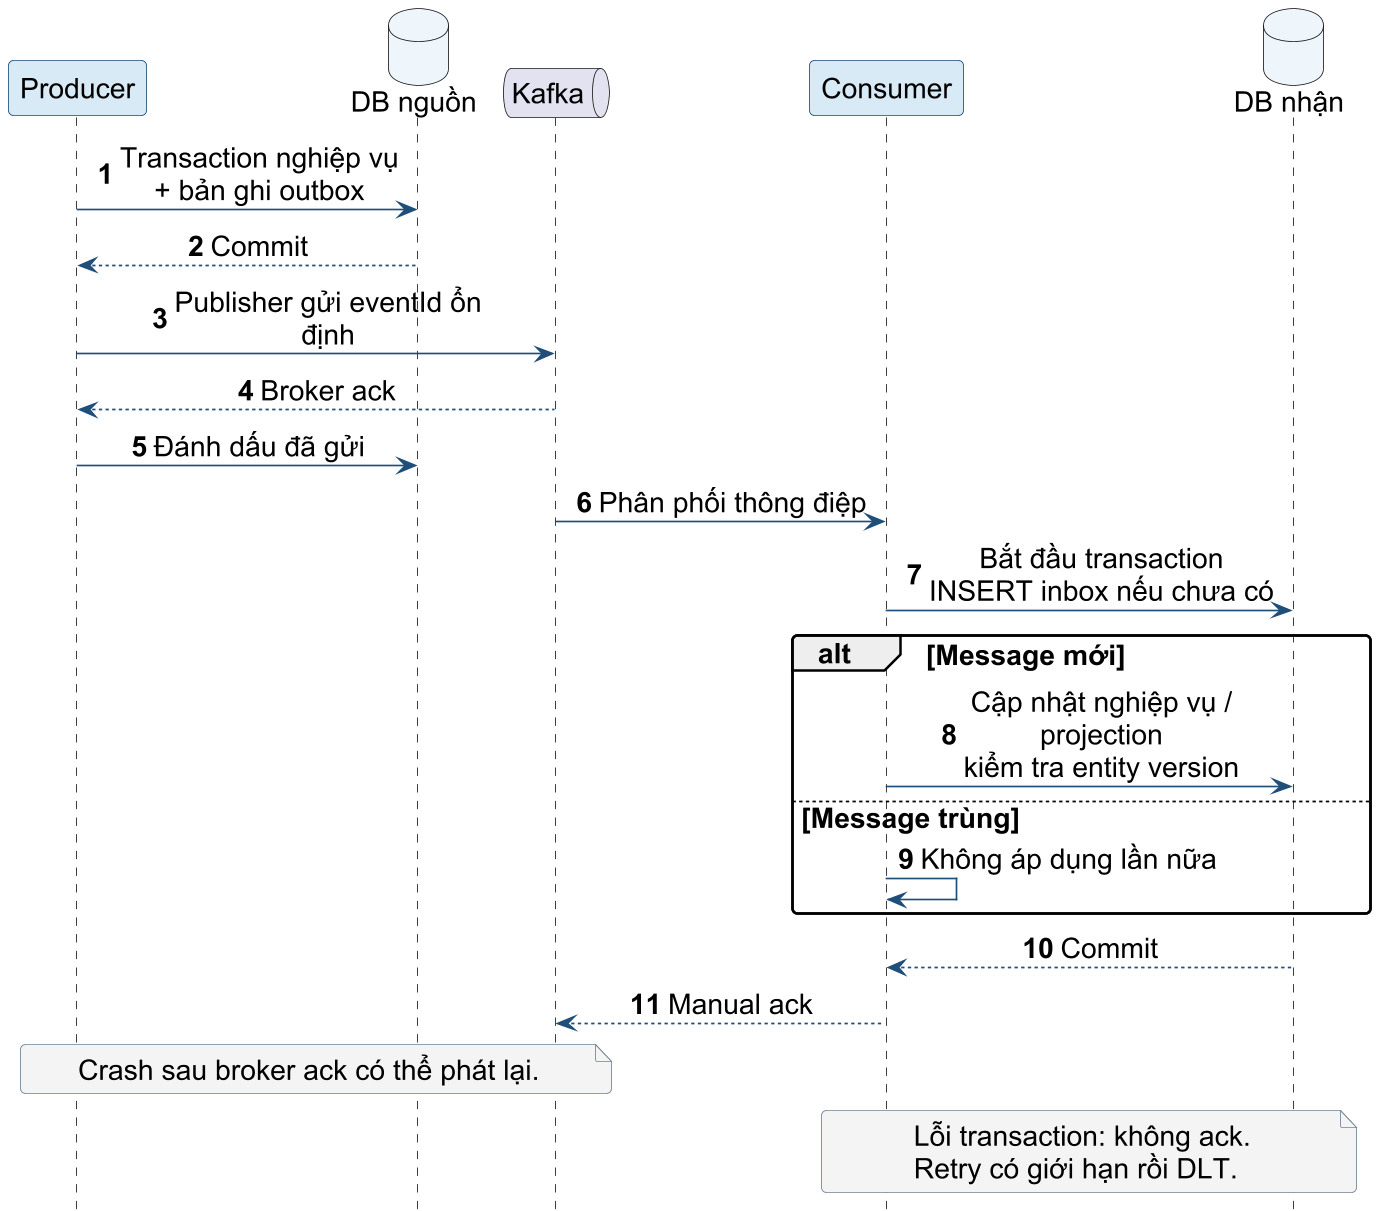 Producer
DB nguồn
Kafka
Consumer
DB nhận
1 Transaction nghiệp vụ
+ bản ghi outbox
2 Commit
3 Publisher gửi eventId ổn
định
4 Broker ack
5 Đánh dấu đã gửi
6 Phân phối thông điệp
7 Bắt đầu transaction
INSERT inbox nếu chưa có
alt [Message mới]
8 Cập nhật nghiệp vụ /
projection
kiểm tra entity version
[Message trùng]
9 Không áp dụng lần nữa
10 Commit
11 Manual ack
Crash sau broker ack có thể phát lại.
Lỗi transaction: không ack.
Retry có giới hạn rồi DLT.